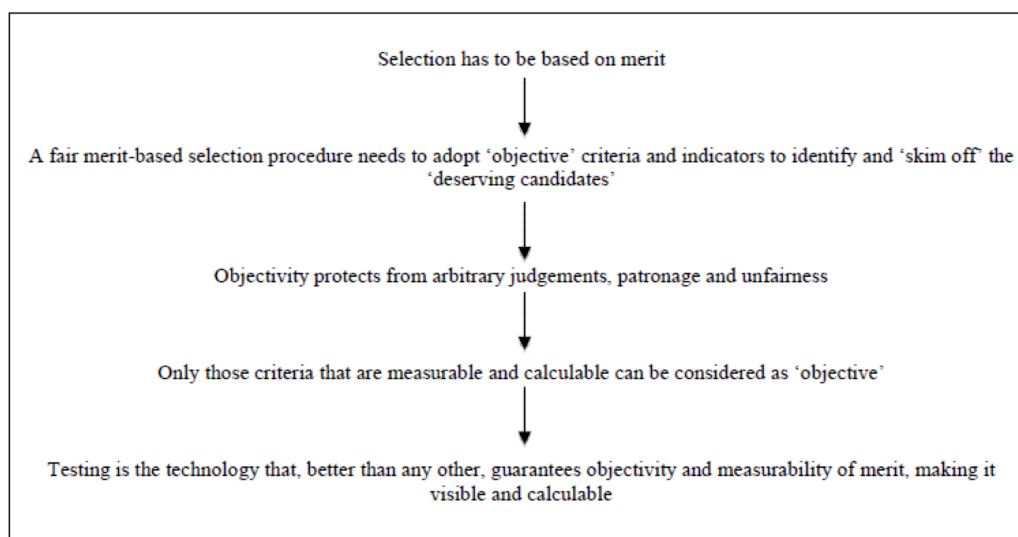 Selection has to be based on merit
A fair merit-based selection procedure needs to adopt ‘objective’ criteria and indicators to identify and ‘skim off’ the
‘deserving candidates’
Objectivity protects from arbitrary judgements, patronage and unfairness
Only those criteria that are measurable and calculable can be considered as ‘objective’
Testing is the technology that, better than any other, guarantees objectivity and measurability of merit, making it
visible and calculable